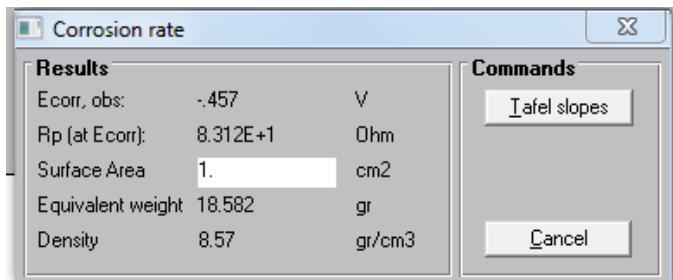 Corrosion rate
Results
Ecorr, obs: -.457 V
Rp (at Ecorr): 8.312E+1 Ohm
Surface Area 1. cm2
Equivalent weight 18.582 gr
Density 8.57 gr/cm3
Commands
Tafel slopes
Cancel